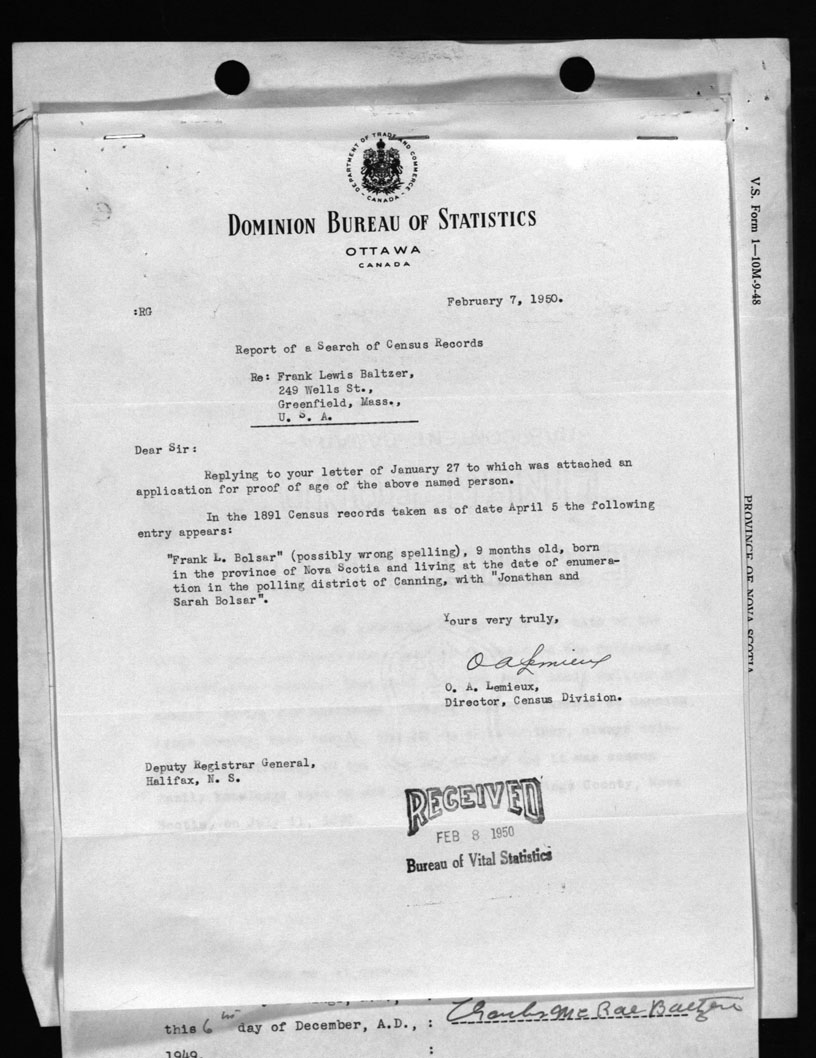 DEPARTMENT OF TRADE AND COMMERCE
- CANADA -
DOMINION BUREAU OF STATISTICS
OTTAWA
CANADA
February 7, 1950.
:RG
Report of a Search of Census Records
Re: Frank Lewis Baltzer,
249 Wells St.,
Greenfield, Mass.,
U. S. A.
Dear Sir:
Replying to your letter of January 27 to which was attached an
application for proof of age of the above named person.
In the 1891 Census records taken as of date April 5 the following
entry appears:
"Frank L. Bolsar" (possibly wrong spelling), 9 months old, born
in the province of Nova Scotia and living at the date of enumera-
tion in the polling district of Canning, with "Jonathan and
Sarah Bolsar".
Yours very truly,
O A Lemieux
O. A. Lemieux,
Director, Census Division.
Deputy Registrar General,
Halifax, N. S.
RECEIVED
FEB 8 1950
Bureau of Vital Statistics
this 6th day of December, A.D., :
1949. :
Charles McRae Baltzer
V.S. Form 1—10M-9-48
PROVINCE OF NOVA SCOTIA